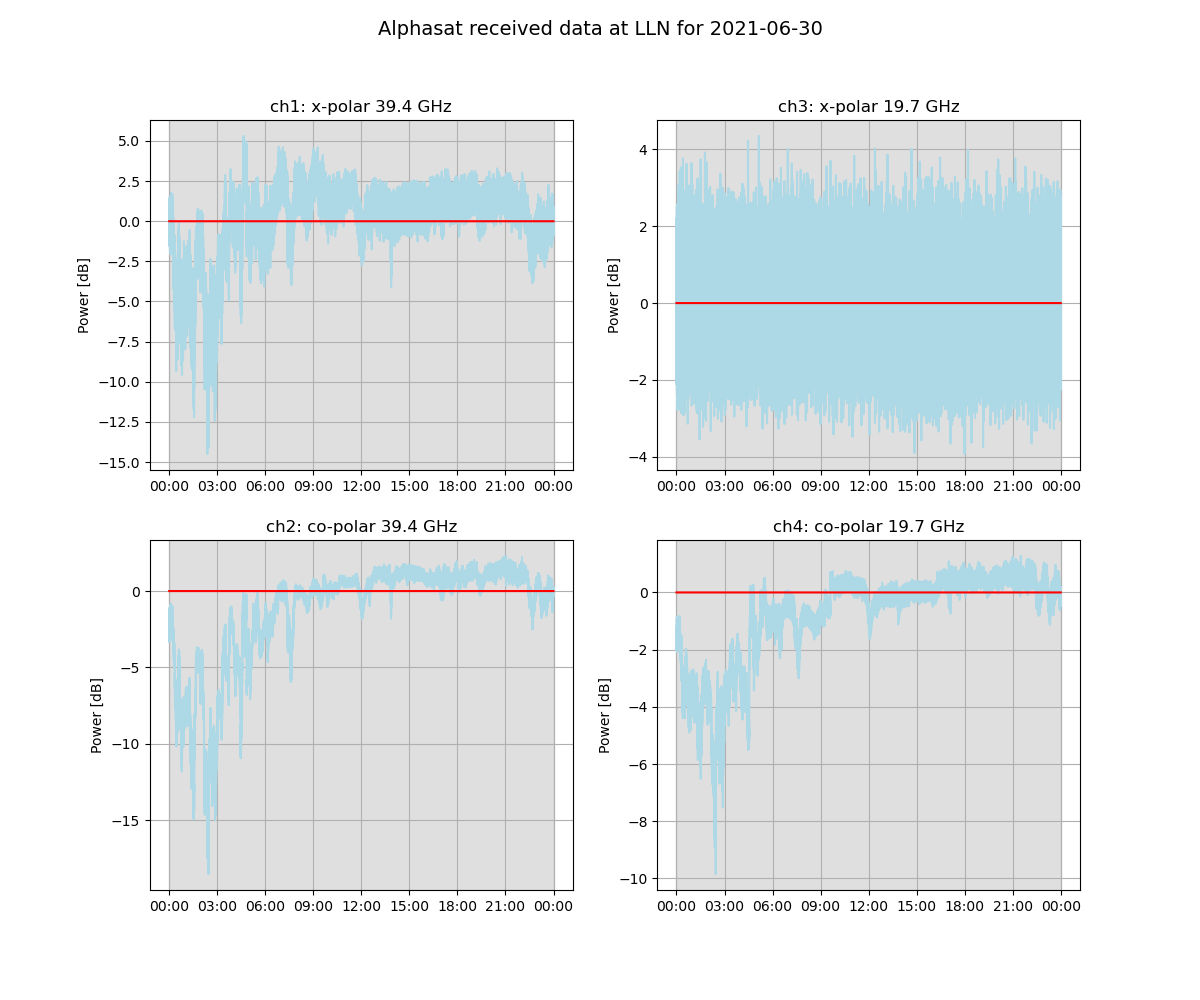 Alphasat received data at LLN for 2021-06-30
ch1: x-polar 39.4 GHz
Power [dB]
5.0
2.5
0.0
−2.5
−5.0
−7.5
−10.0
−12.5
−15.0
00:00 03:00 06:00 09:00 12:00 15:00 18:00 21:00 00:00
ch3: x-polar 19.7 GHz
Power [dB]
4
2
0
−2
−4
00:00 03:00 06:00 09:00 12:00 15:00 18:00 21:00 00:00
ch2: co-polar 39.4 GHz
Power [dB]
0
−5
−10
−15
00:00 03:00 06:00 09:00 12:00 15:00 18:00 21:00 00:00
ch4: co-polar 19.7 GHz
Power [dB]
0
−2
−4
−6
−8
−10
00:00 03:00 06:00 09:00 12:00 15:00 18:00 21:00 00:00